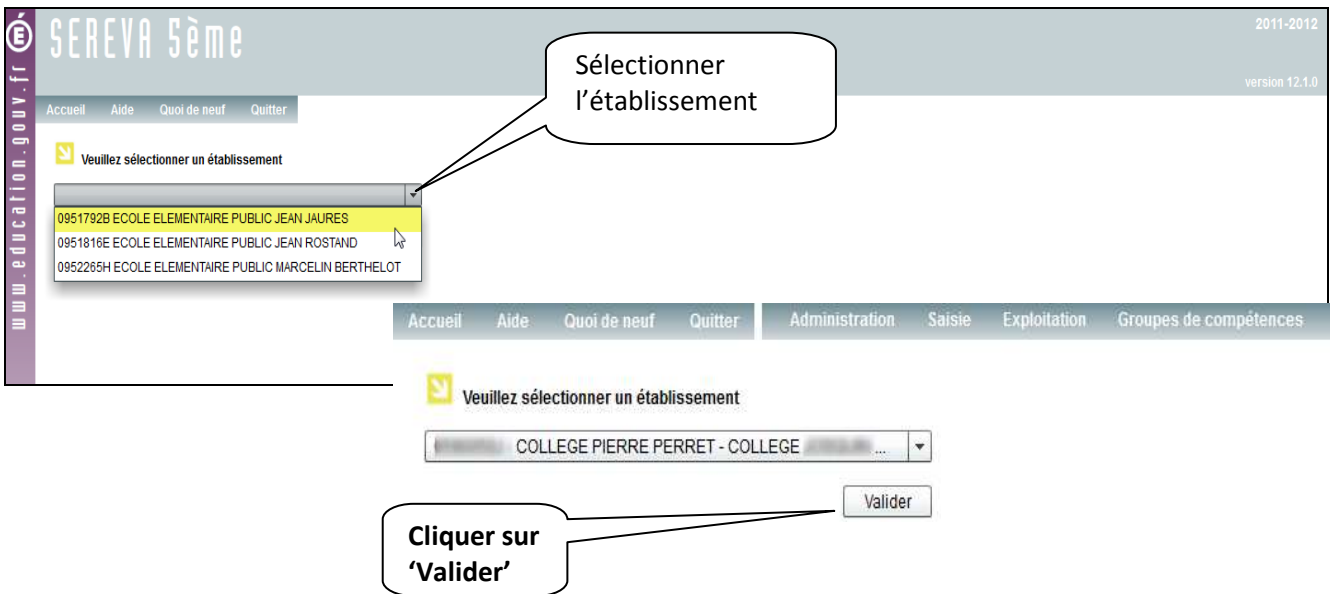 SEREVA 5ème
2011-2012
version 12.1.0
www.education.gouv.fr
Accueil Aide Quoi de neuf Quitter
Sélectionner
l’établissement
Veuillez sélectionner un établissement
0951792B ECOLE ELEMENTAIRE PUBLIC JEAN JAURES
0951816E ECOLE ELEMENTAIRE PUBLIC JEAN ROSTAND
0952265H ECOLE ELEMENTAIRE PUBLIC MARCELIN BERTHELOT
Accueil Aide Quoi de neuf Quitter Administration Saisie Exploitation Groupes de compétences
Veuillez sélectionner un établissement
COLLEGE PIERRE PERRET - COLLEGE ...
Valider
Cliquer sur
‘Valider’